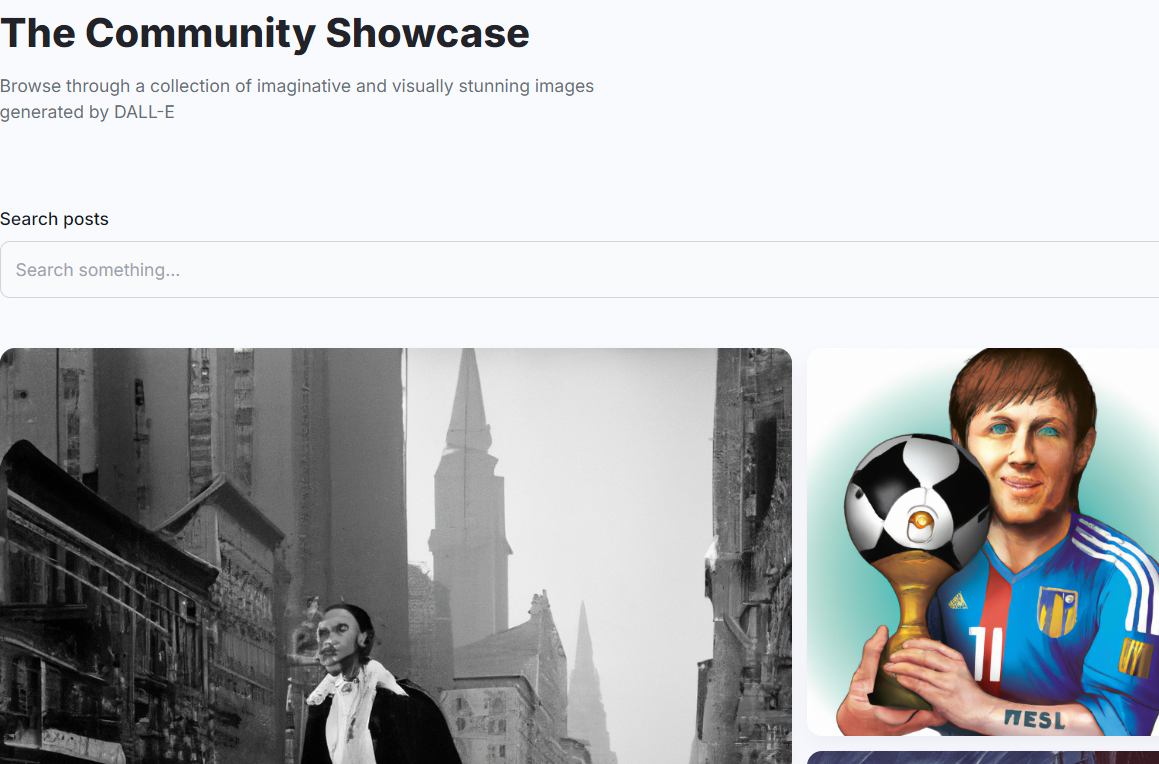 The Community Showcase
Browse through a collection of imaginative and visually stunning images
generated by DALL-E
Search posts
Search something...
11
ПESL